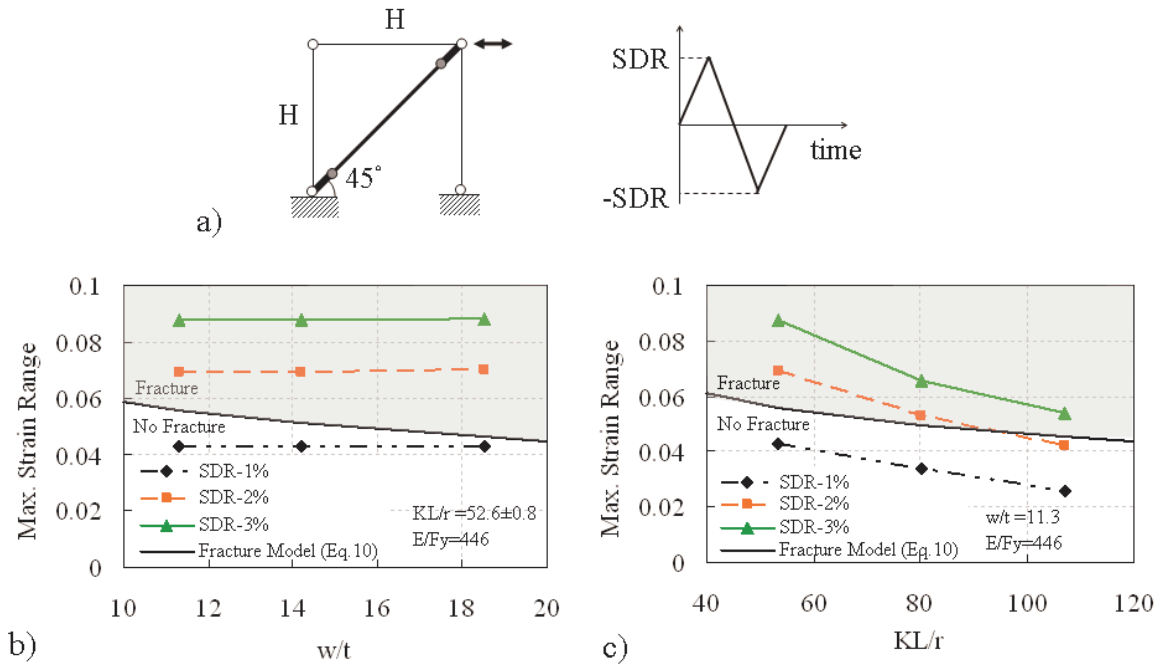 H
H
45°
a)
SDR
-SDR
time
0.1
0.08
0.06
0.04
0.02
0
Max. Strain Range
Fracture
No Fracture
SDR-1%
SDR-2%
SDR-3%
Fracture Model (Eq.10)
KL/r =52.6±0.8
E/Fy=446
10 12 14 16 18 20
w/t
b)
0.1
0.08
0.06
0.04
0.02
0
Max. Strain Range
Fracture
No Fracture
SDR-1%
SDR-2%
SDR-3%
Fracture Model (Eq.10)
w/t =11.3
E/Fy=446
40 60 80 100 120
KL/r
c)